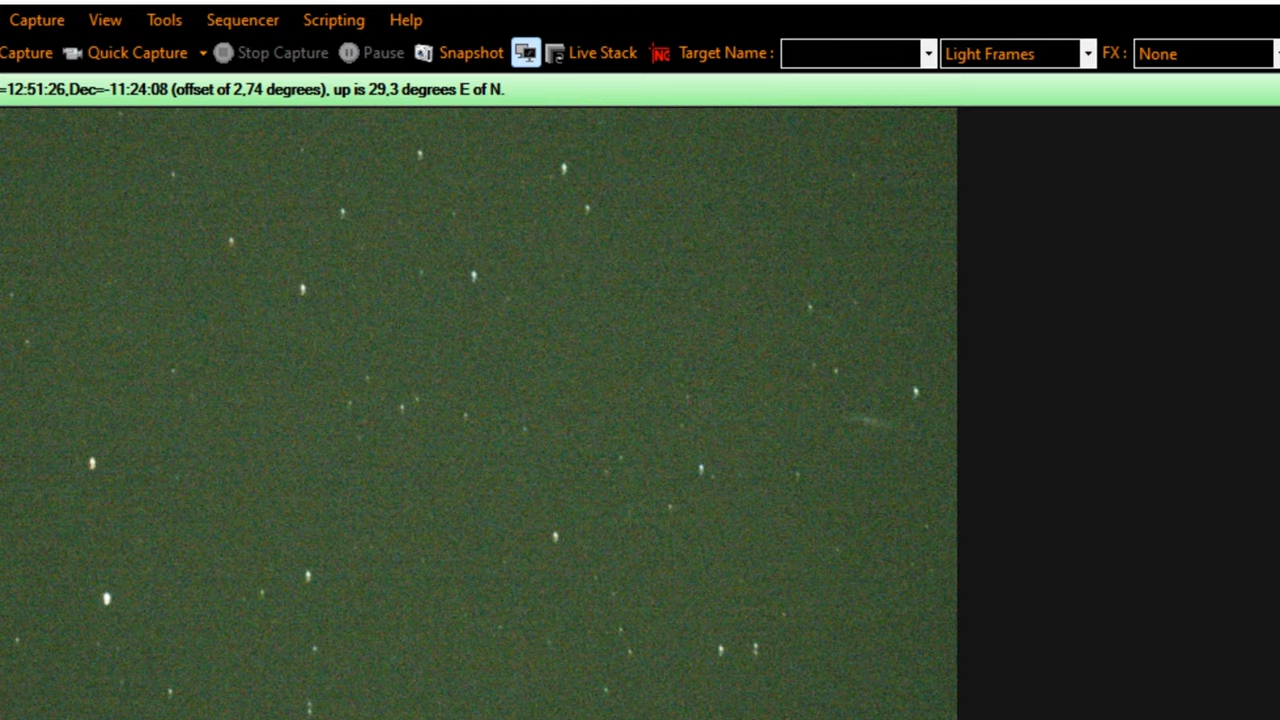 Capture View Tools Sequencer Scripting Help
Capture Quick Capture Stop Capture Pause Snapshot Live Stack Target Name : Light Frames FX : None
=12:51:26,Dec=-11:24:08 (offset of 2,74 degrees), up is 29,3 degrees E of N.